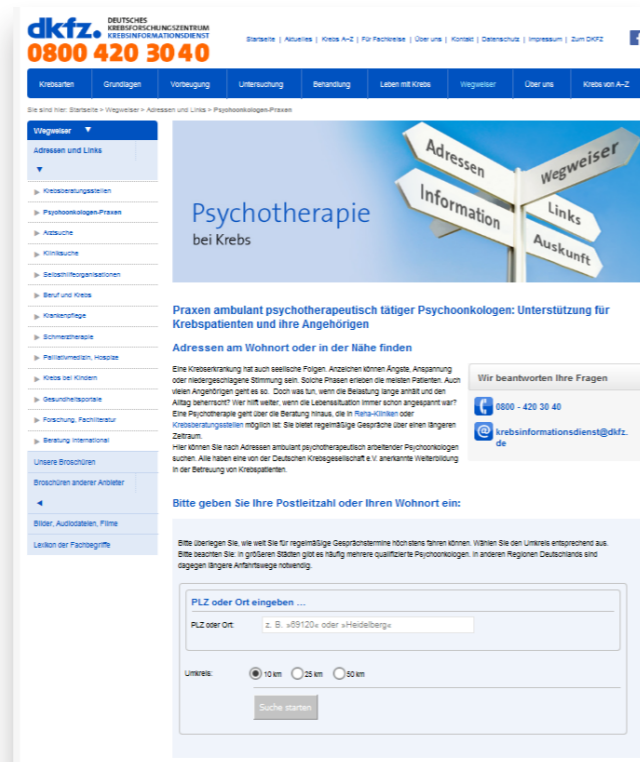 dkfz. DEUTSCHES
KREBSFORSCHUNGSZENTRUM
KREBSINFORMATIONSDIENST
0800 420 30 40
Startseite | Aktuelles | Krebs A-Z | Für Fachkreise | Über uns | Kontakt | Datenschutz | Impressum | Zum DKFZ
Krebsarten Grundlagen Vorbeugung Untersuchung Behandlung Leben mit Krebs Wegweiser Über uns Krebs von A–Z
Sie sind hier: Startseite > Wegweiser > Adressen und Links > Psychoonkologen-Praxen
Wegweiser
Adressen und Links
Krebsberatungsstellen
Psychoonkologen-Praxen
Arztsuche
Kliniksuche
Selbsthilfeorganisationen
Beruf und Krebs
Krankenpflege
Schmerztherapie
Palliativmedizin, Hospize
Krebs bei Kindern
Gesundheitsportale
Forschung, Fachliteratur
Beratung international
Unsere Broschüren
Broschüren anderer Anbieter
Bilder, Audiodateien, Filme
Lexikon der Fachbegriffe
Psychotherapie
bei Krebs
Adressen
Wegweiser
Information
Links
Auskunft
Praxen ambulant psychotherapeutisch tätiger Psychoonkologen: Unterstützung für
Krebspatienten und ihre Angehörigen
Adressen am Wohnort oder in der Nähe finden
Eine Krebserkrankung hat auch seelische Folgen. Anzeichen können Ängste, Anspannung
oder niedergeschlagene Stimmung sein. Solche Phasen erleben die meisten Patienten. Auch
vielen Angehörigen geht es so. Doch was tun, wenn die Belastung lange anhält und den
Alltag beherrscht? Wer hilft weiter, wenn die Lebenssituation immer schon angespannt war?
Eine Psychotherapie geht über die Beratung hinaus, die in Reha-Kliniken oder
Krebsberatungsstellen möglich ist: Sie bietet regelmäßige Gespräche über einen längeren
Zeitraum.
Hier können Sie nach Adressen ambulant psychotherapeutisch arbeitender Psychoonkologen
suchen. Alle haben eine von der Deutschen Krebsgesellschaft e.V. anerkannte Weiterbildung
in der Betreuung von Krebspatienten.
Wir beantworten Ihre Fragen
0800 - 420 30 40
krebsinformationsdienst@dkfz.
de
Bitte geben Sie Ihre Postleitzahl oder Ihren Wohnort ein:
Bitte überlegen Sie, wie weit Sie für regelmäßige Gesprächstermine höchstens fahren können. Wählen Sie den Umkreis entsprechend aus.
Bitte beachten Sie: In größeren Städten gibt es häufig mehrere qualifizierte Psychoonkologen. In anderen Regionen Deutschlands sind
dagegen längere Anfahrtswege notwendig.
PLZ oder Ort eingeben ...
PLZ oder Ort: z. B. »69120« oder »Heidelberg«
Umkreis: 10 km 25 km 50 km
Suche starten